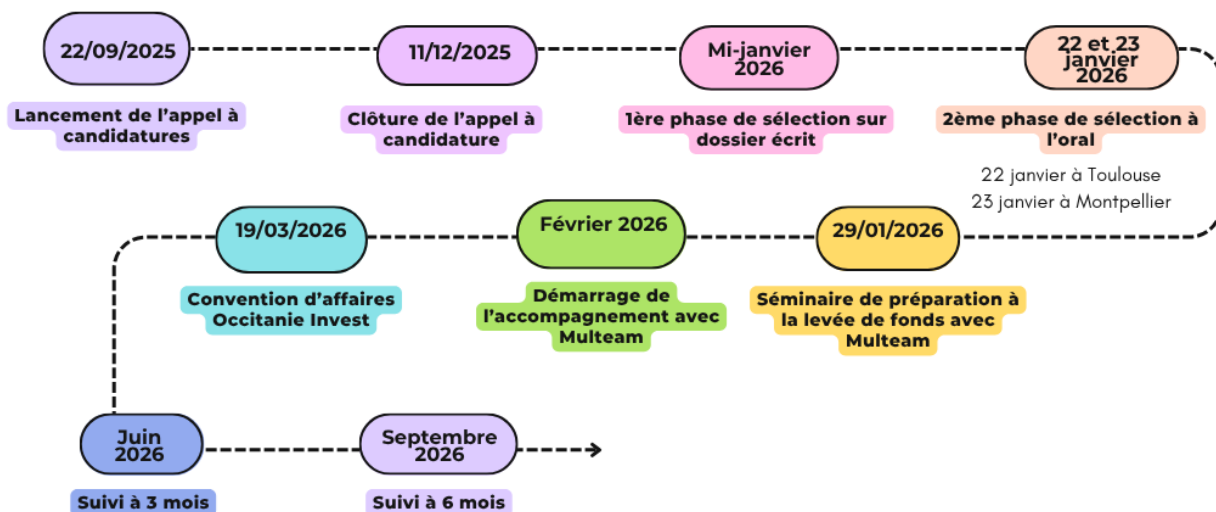 22/09/2025
Lancement de l'appel à
candidatures
11/12/2025
Clôture de l'appel à
candidature
Mi-janvier
2026
1ère phase de sélection sur
dossier écrit
22 et 23
janvier
2026
2ème phase de sélection à
l'oral
22 janvier à Toulouse
23 janvier à Montpellier
29/01/2026
Séminaire de préparation à
la levée de fonds avec
Multeam
Février 2026
Démarrage de
l'accompagnement avec
Multeam
19/03/2026
Convention d'affaires
Occitanie Invest
Juin
2026
Suivi à 3 mois
Septembre
2026
Suivi à 6 mois